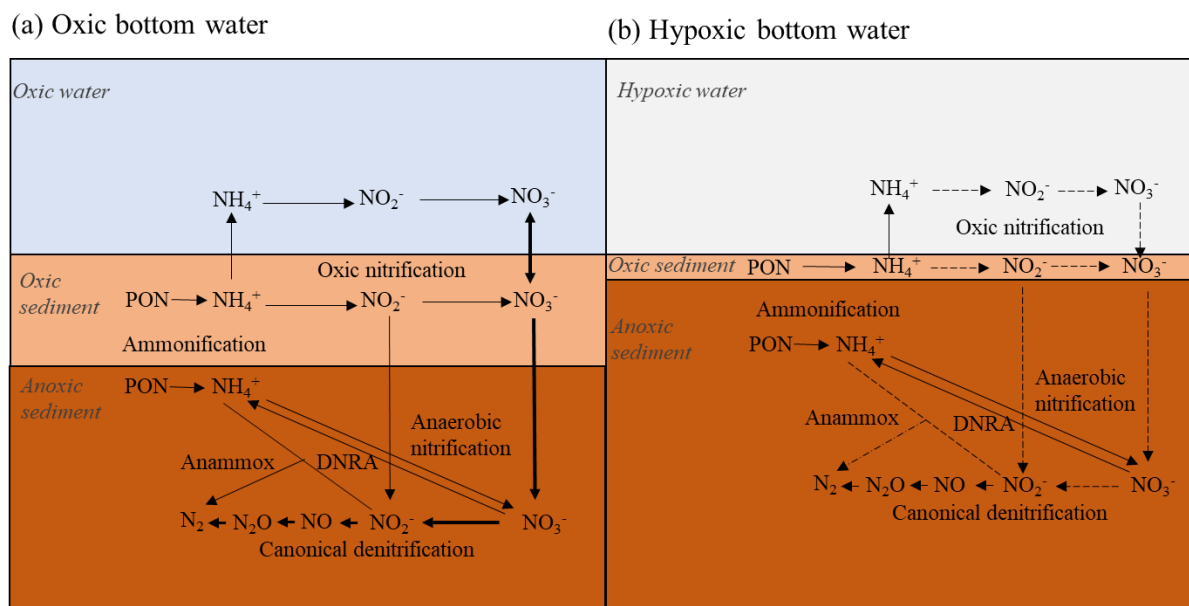 (a) Oxic bottom water
Oxic water
NH₄⁺ NO₂⁻ NO₃⁻
Oxic nitrification
Oxic
sediment
PON NH₄⁺ NO₂⁻ NO₃⁻
Ammonification
Anoxic
sediment
PON NH₄⁺
Anaerobic
nitrification
Anammox DNRA
N₂ N₂O NO NO₂⁻ NO₃⁻
Canonical denitrification
(b) Hypoxic bottom water
Hypoxic water
NH₄⁺ NO₂⁻ NO₃⁻
Oxic nitrification
Oxic sediment PON NH₄⁺ NO₂⁻ NO₃⁻
Ammonification
Anoxic
sediment
PON NH₄⁺
Anaerobic
nitrification
Anammox DNRA
N₂ N₂O NO NO₂⁻ NO₃⁻
Canonical denitrification